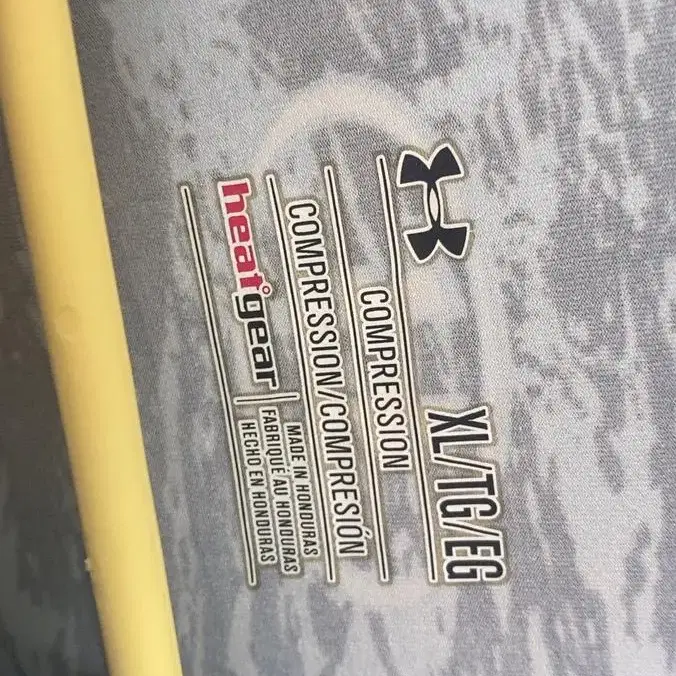 XL/TG/EG
COMPRESSION
COMPRESSION/COMPRESIÓN
heatgear
MADE IN HONDURAS
FABRIQUÉ AU HONDURAS
HECHO EN HONDURAS